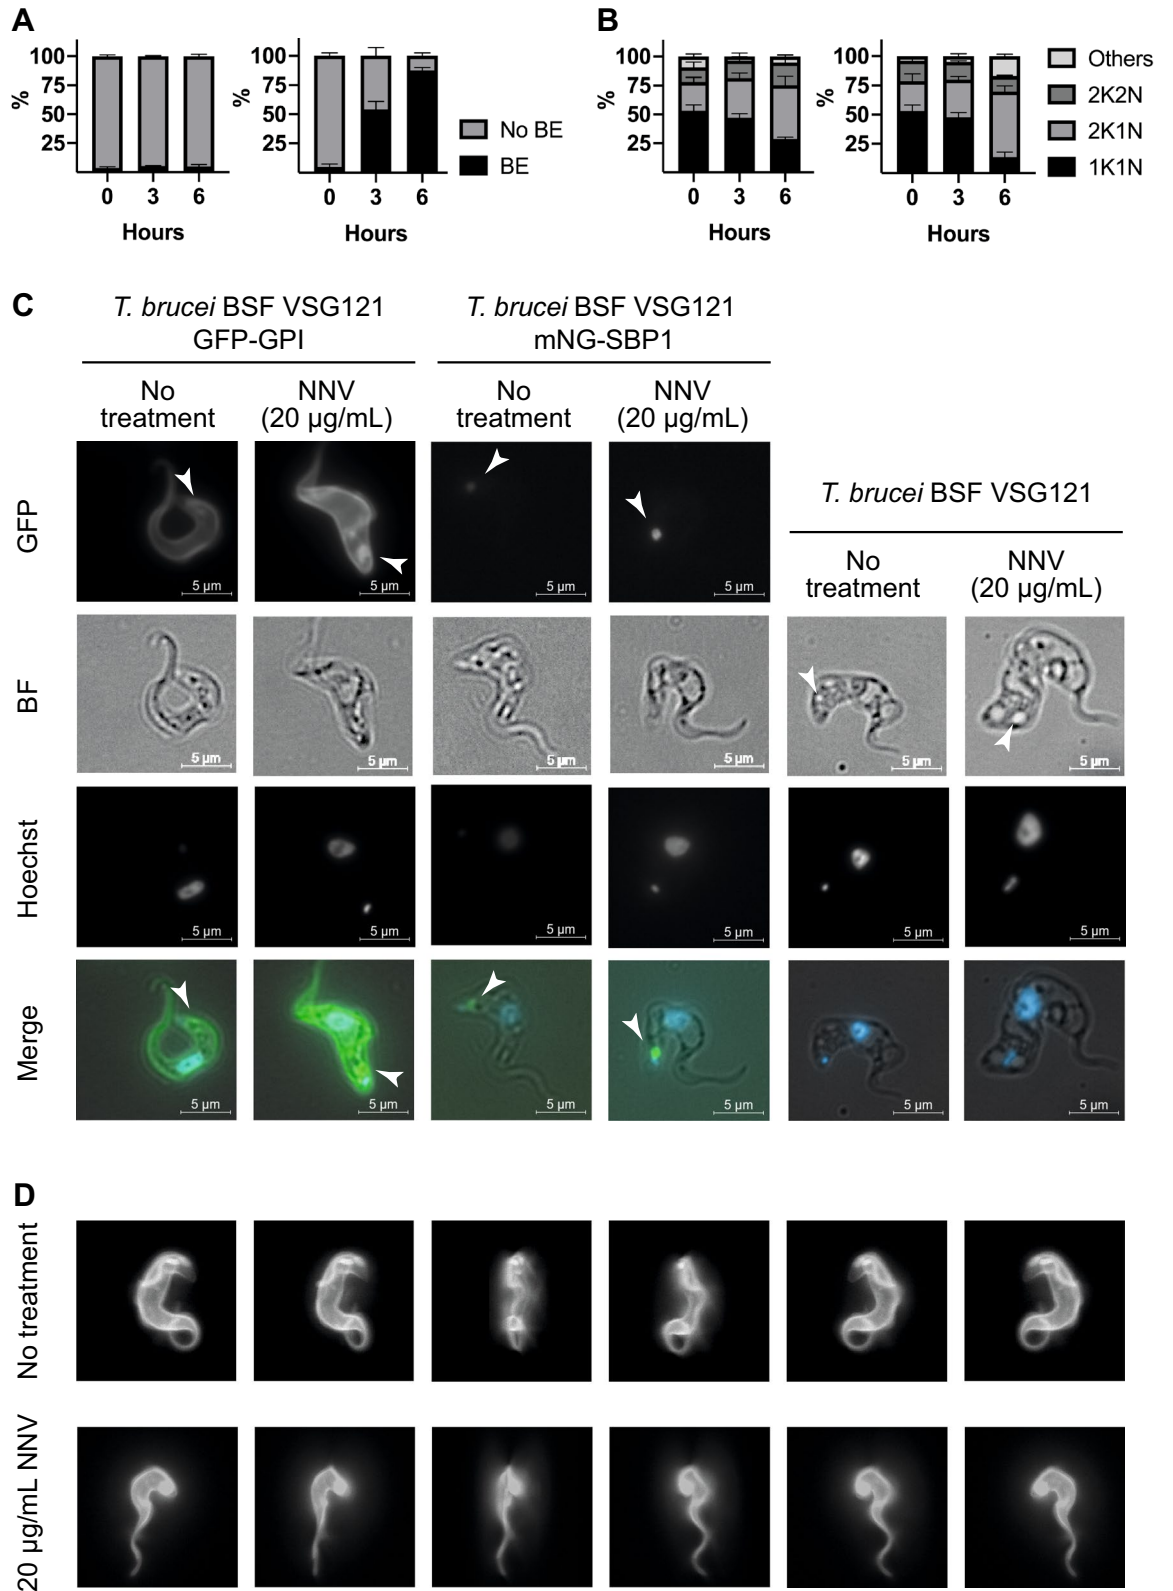 A
B
100
75
50
25
%
0 3 6
Hours
100
75
50
25
%
0 3 6
Hours
No BE
BE
100
75
50
25
%
0 3 6
Hours
100
75
50
25
%
0 3 6
Hours
Others
2K2N
2K1N
1K1N
C
T. brucei BSF VSG121
GFP-GPI
T. brucei BSF VSG121
mNG-SBP1
No
treatment
NNV
(20 µg/mL)
No
treatment
NNV
(20 µg/mL)
T. brucei BSF VSG121
No
treatment
NNV
(20 µg/mL)
GFP
5 µm
5 µm
5 µm
5 µm
BF
5 µm
5 µm
5 µm
5 µm
5 µm
5 µm
Hoechst
5 µm
5 µm
5 µm
5 µm
5 µm
5 µm
Merge
5 µm
5 µm
5 µm
5 µm
5 µm
5 µm
D
No treatment
20 µg/mL NNV